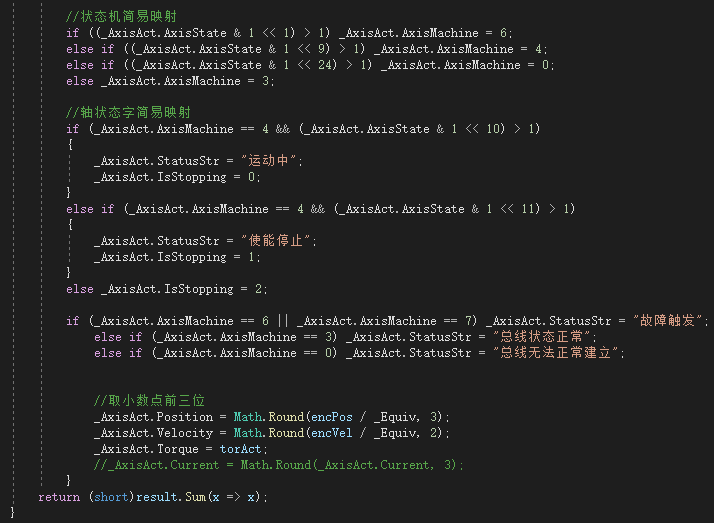 //状态机简易映射
if ((_AxisAct.AxisState & 1 << 1) > 1) _AxisAct.AxisMachine = 6;
else if ((_AxisAct.AxisState & 1 << 9) > 1) _AxisAct.AxisMachine = 4;
else if ((_AxisAct.AxisState & 1 << 24) > 1) _AxisAct.AxisMachine = 0;
else _AxisAct.AxisMachine = 3;
//轴状态字简易映射
if (_AxisAct.AxisMachine == 4 && (_AxisAct.AxisState & 1 << 10) > 1)
{
_AxisAct.StatusStr = "运动中";
_AxisAct.IsStopping = 0;
}
else if (_AxisAct.AxisMachine == 4 && (_AxisAct.AxisState & 1 << 11) > 1)
{
_AxisAct.StatusStr = "使能停止";
_AxisAct.IsStopping = 1;
}
else _AxisAct.IsStopping = 2;
if (_AxisAct.AxisMachine == 6 || _AxisAct.AxisMachine == 7) _AxisAct.StatusStr = "故障触发";
else if (_AxisAct.AxisMachine == 3) _AxisAct.StatusStr = "总线状态正常";
else if (_AxisAct.AxisMachine == 0) _AxisAct.StatusStr = "总线无法正常建立";
//取小数点前三位
_AxisAct.Position = Math.Round(encPos / _Equiv, 3);
_AxisAct.Velocity = Math.Round(encVel / _Equiv, 2);
_AxisAct.Torque = torAct;
//_AxisAct.Current = Math.Round(_AxisAct.Current, 3);
}
return (short)result.Sum(x => x);
}